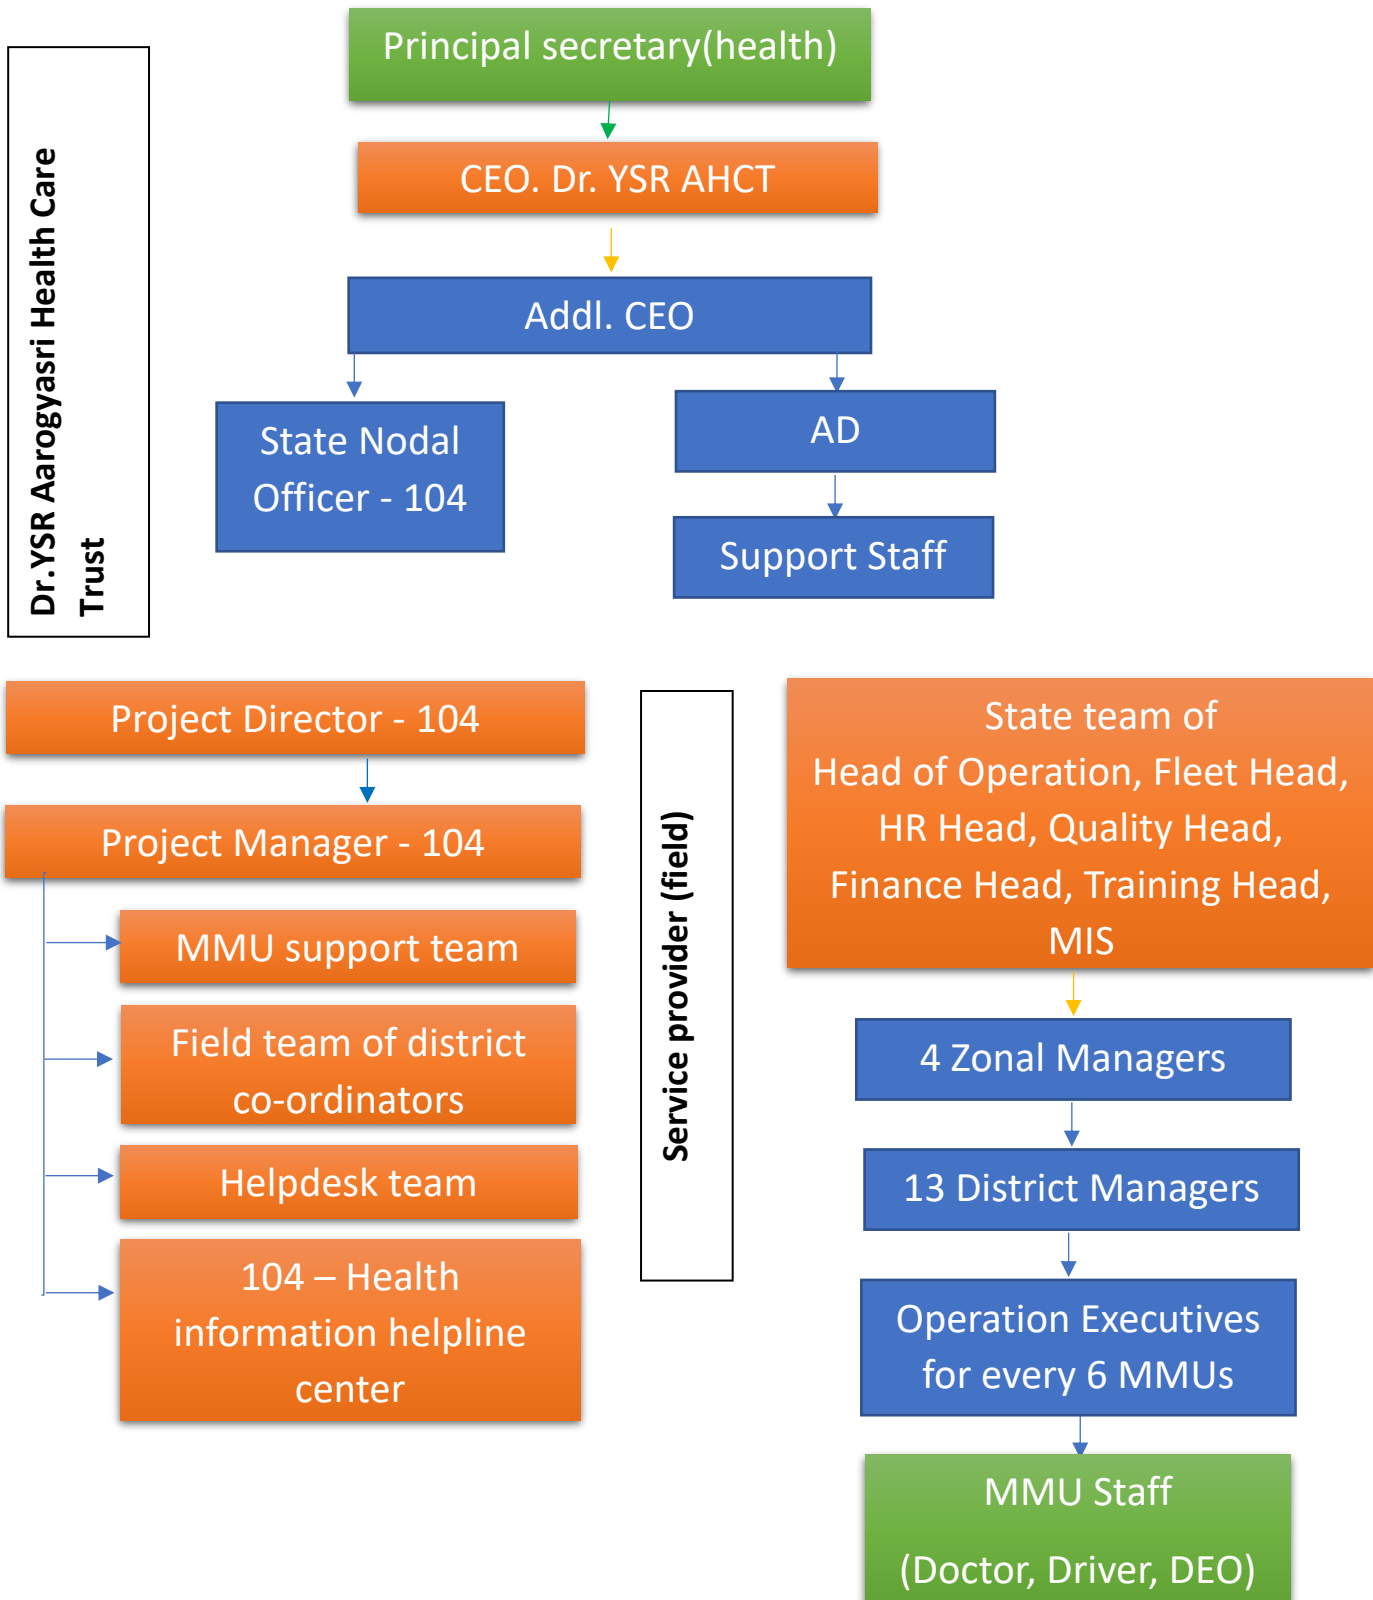 Principal secretary(health)
Dr.YSR Aarogyasri Health Care
Trust
CEO. Dr. YSR AHCT
Addl. CEO
State Nodal
Officer - 104
AD
Support Staff
Project Director - 104
Project Manager - 104
MMU support team
Field team of district
co-ordinators
Helpdesk team
104 – Health
information helpline
center
Service provider (field)
State team of
Head of Operation, Fleet Head,
HR Head, Quality Head,
Finance Head, Training Head,
MIS
4 Zonal Managers
13 District Managers
Operation Executives
for every 6 MMUs
MMU Staff
(Doctor, Driver, DEO)